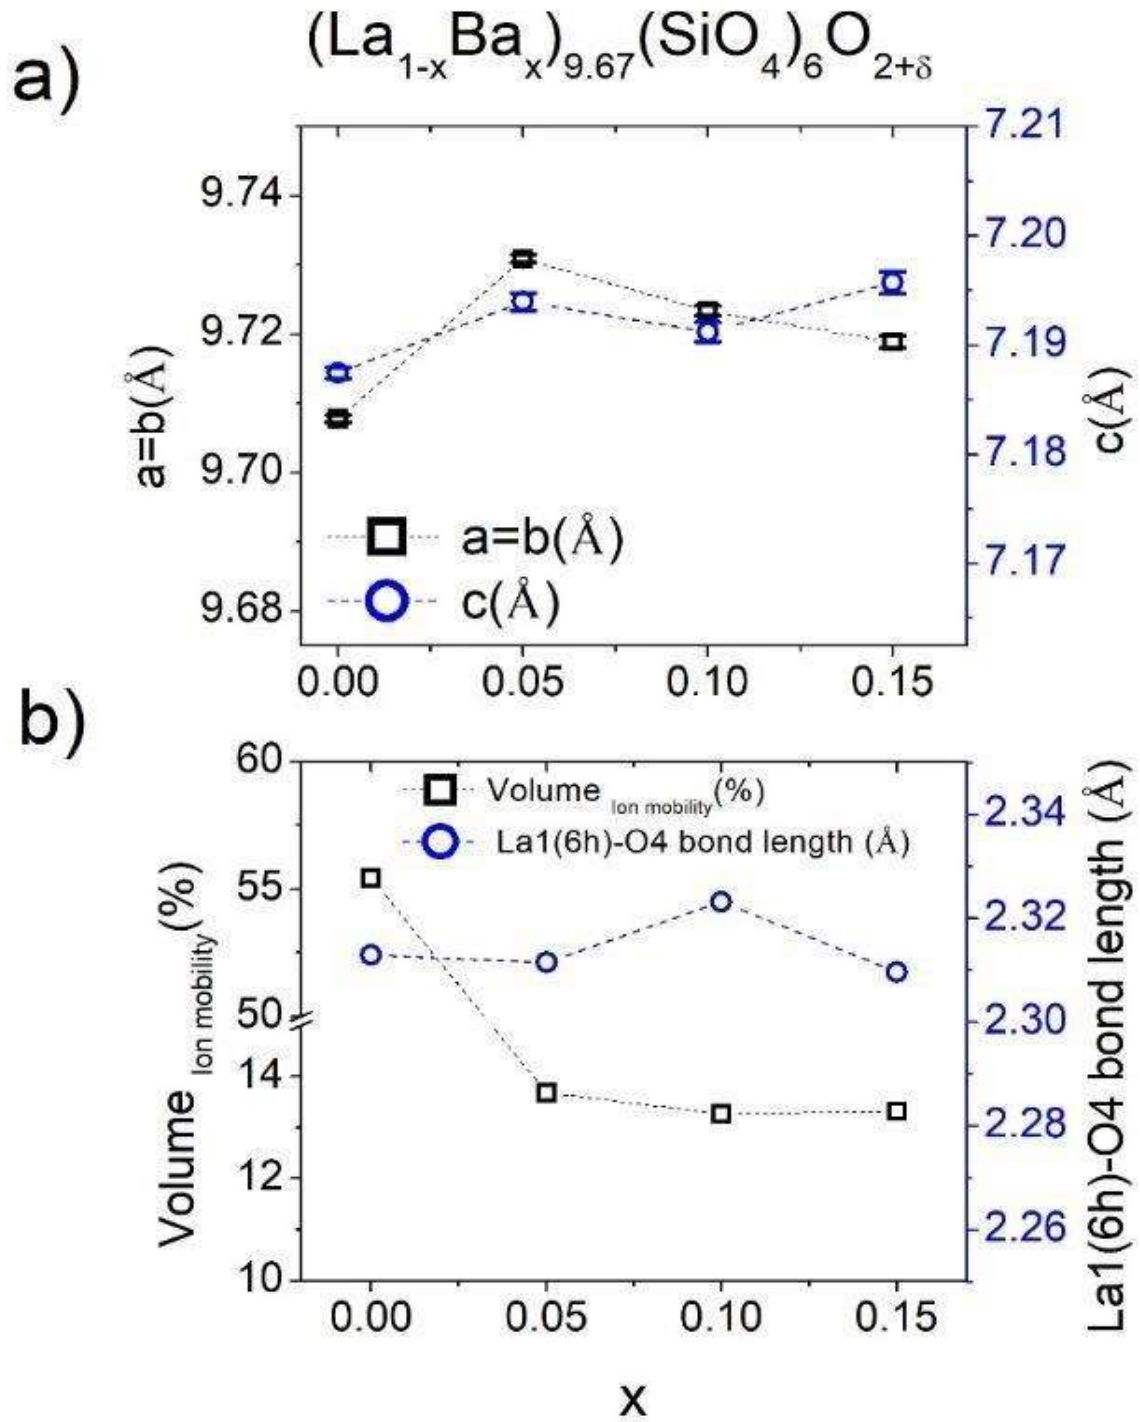 (La1-xBax)9.67(SiO4)6O2+δ
a)
7.21
9.74
7.20
9.72
7.19
a=b(Å)
c(Å)
9.70
7.18
a=b(Å)
7.17
9.68
c(Å)
0.00 0.05 0.10 0.15
b)
60
Volume Ion mobility(%)
2.34
La1(6h)-O4 bond length (Å)
55
2.32
Volume Ion mobility(%)
La1(6h)-O4 bond length (Å)
50
2.30
14
2.28
12
2.26
10
0.00 0.05 0.10 0.15
x